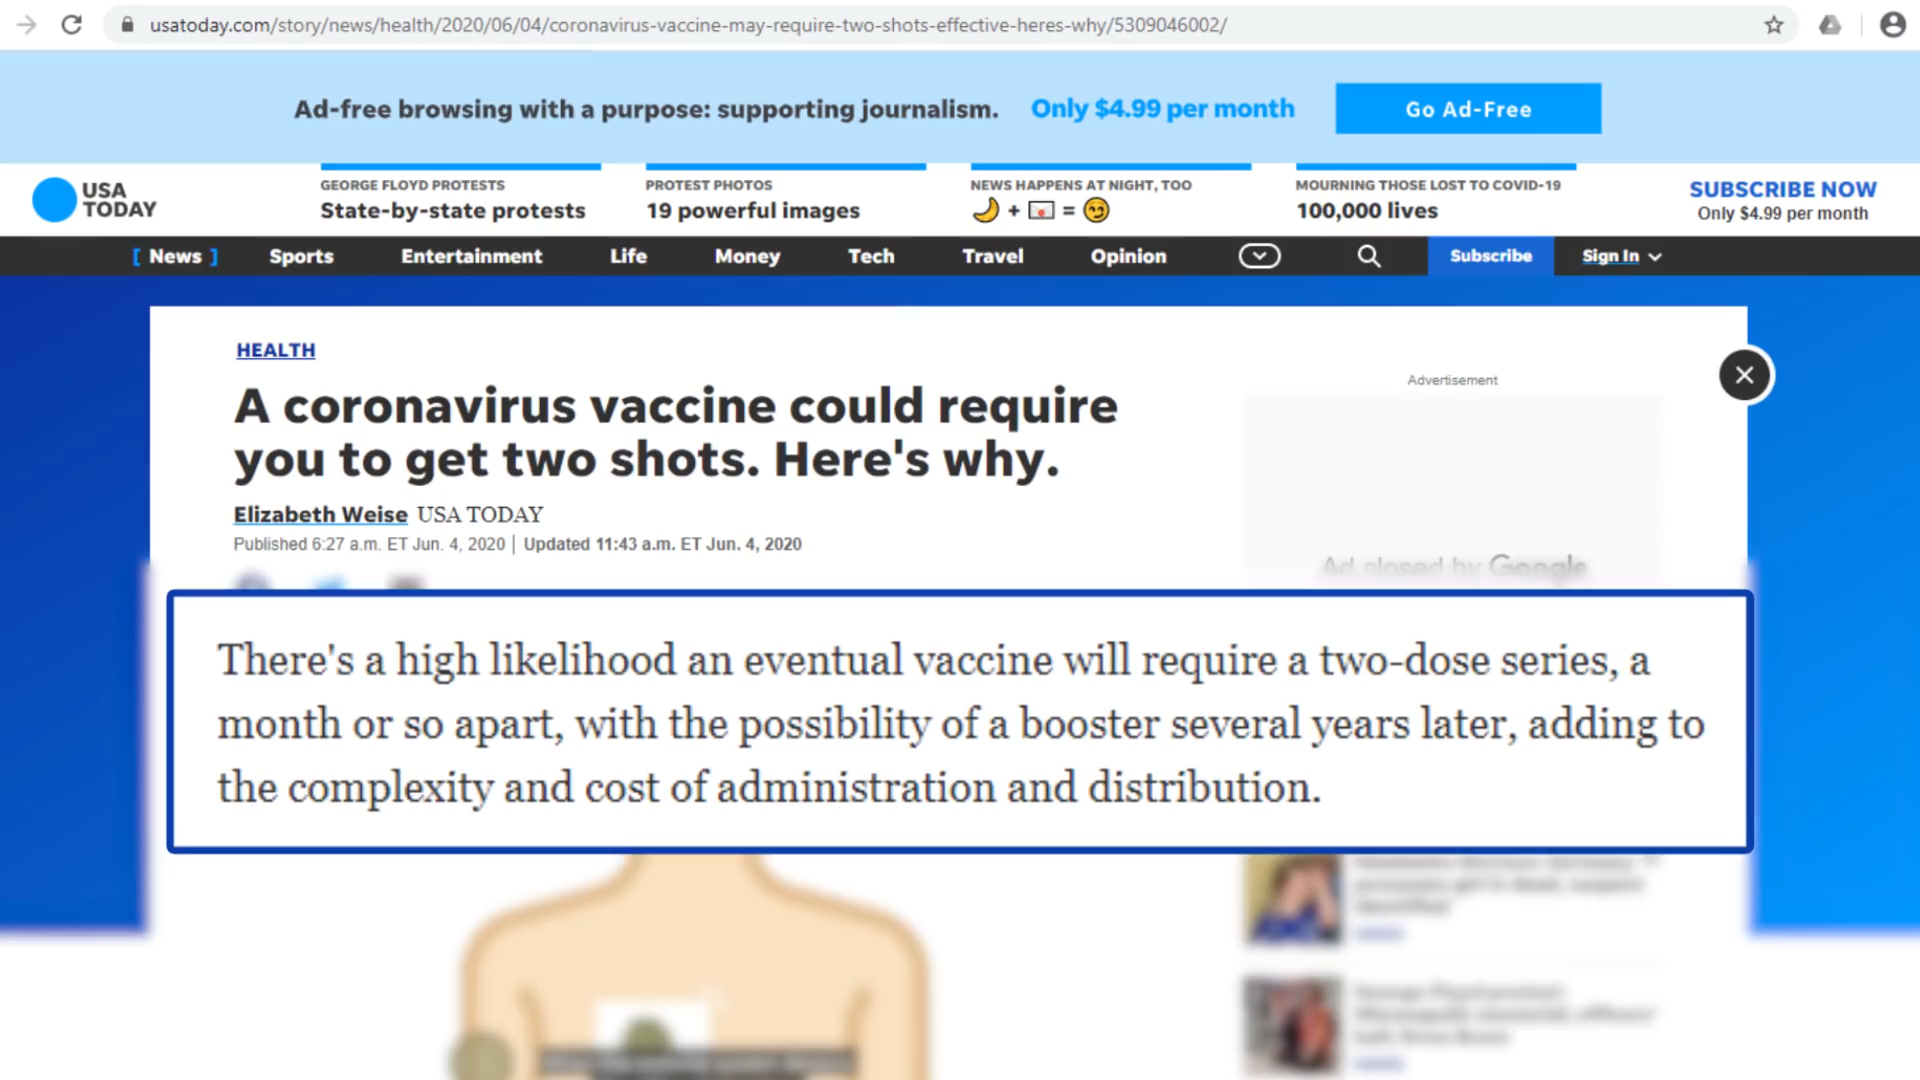 usatoday.com/story/news/health/2020/06/04/coronavirus-vaccine-may-require-two-shots-effective-heres-why/5309046002/
Ad-free browsing with a purpose: supporting journalism. Only $4.99 per month Go Ad-Free
USA
TODAY
GEORGE FLOYD PROTESTS
State-by-state protests
PROTEST PHOTOS
19 powerful images
NEWS HAPPENS AT NIGHT, TOO
+ =
MOURNING THOSE LOST TO COVID-19
100,000 lives
SUBSCRIBE NOW
Only $4.99 per month
[ News ] Sports Entertainment Life Money Tech Travel Opinion Subscribe Sign In
HEALTH
A coronavirus vaccine could require
you to get two shots. Here's why.
Elizabeth Weise USA TODAY
Published 6:27 a.m. ET Jun. 4, 2020 | Updated 11:43 a.m. ET Jun. 4, 2020
Advertisement
Ad closed by Google
There's a high likelihood an eventual vaccine will require a two-dose series, a
month or so apart, with the possibility of a booster several years later, adding to
the complexity and cost of administration and distribution.